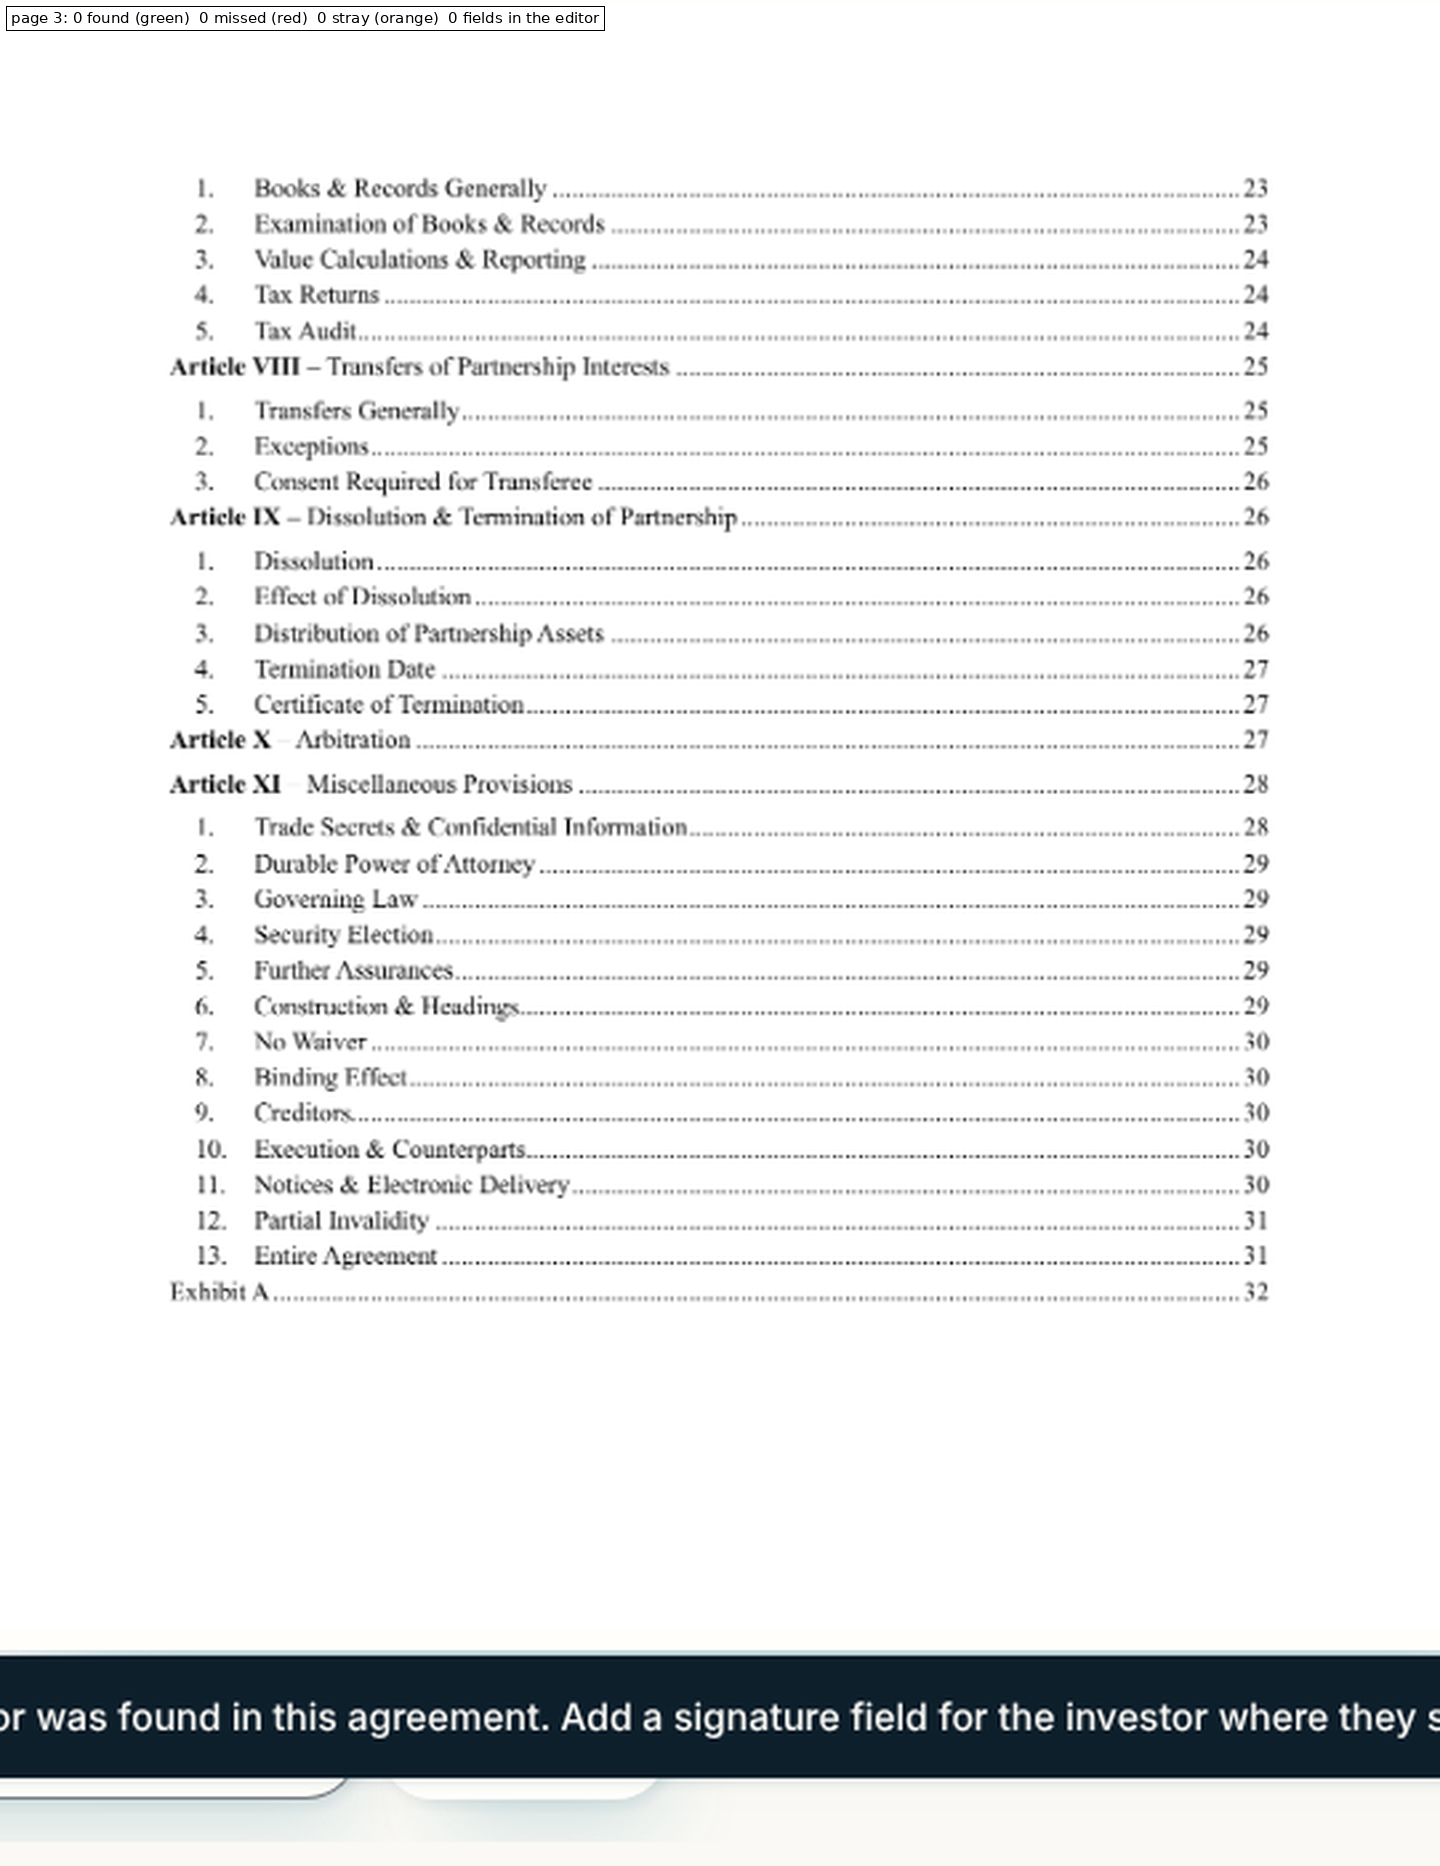 page 3: 0 found (green)  0 missed (red)  0 stray (orange)  0 fields in the editor
1. Books & Records Generally ........ 23
2. Examination of Books & Records ........ 23
3. Value Calculations & Reporting ........ 24
4. Tax Returns ........ 24
5. Tax Audit ........ 24
Article VIII – Transfers of Partnership Interests ........ 25
1. Transfers Generally ........ 25
2. Exceptions ........ 25
3. Consent Required for Transferee ........ 26
Article IX – Dissolution & Termination of Partnership ........ 26
1. Dissolution ........ 26
2. Effect of Dissolution ........ 26
3. Distribution of Partnership Assets ........ 26
4. Termination Date ........ 27
5. Certificate of Termination ........ 27
Article X – Arbitration ........ 27
Article XI – Miscellaneous Provisions ........ 28
1. Trade Secrets & Confidential Information ........ 28
2. Durable Power of Attorney ........ 29
3. Governing Law ........ 29
4. Security Election ........ 29
5. Further Assurances ........ 29
6. Construction & Headings ........ 29
7. No Waiver ........ 30
8. Binding Effect ........ 30
9. Creditors ........ 30
10. Execution & Counterparts ........ 30
11. Notices & Electronic Delivery ........ 30
12. Partial Invalidity ........ 31
13. Entire Agreement ........ 31
Exhibit A ........ 32
or was found in this agreement. Add a signature field for the investor where they s